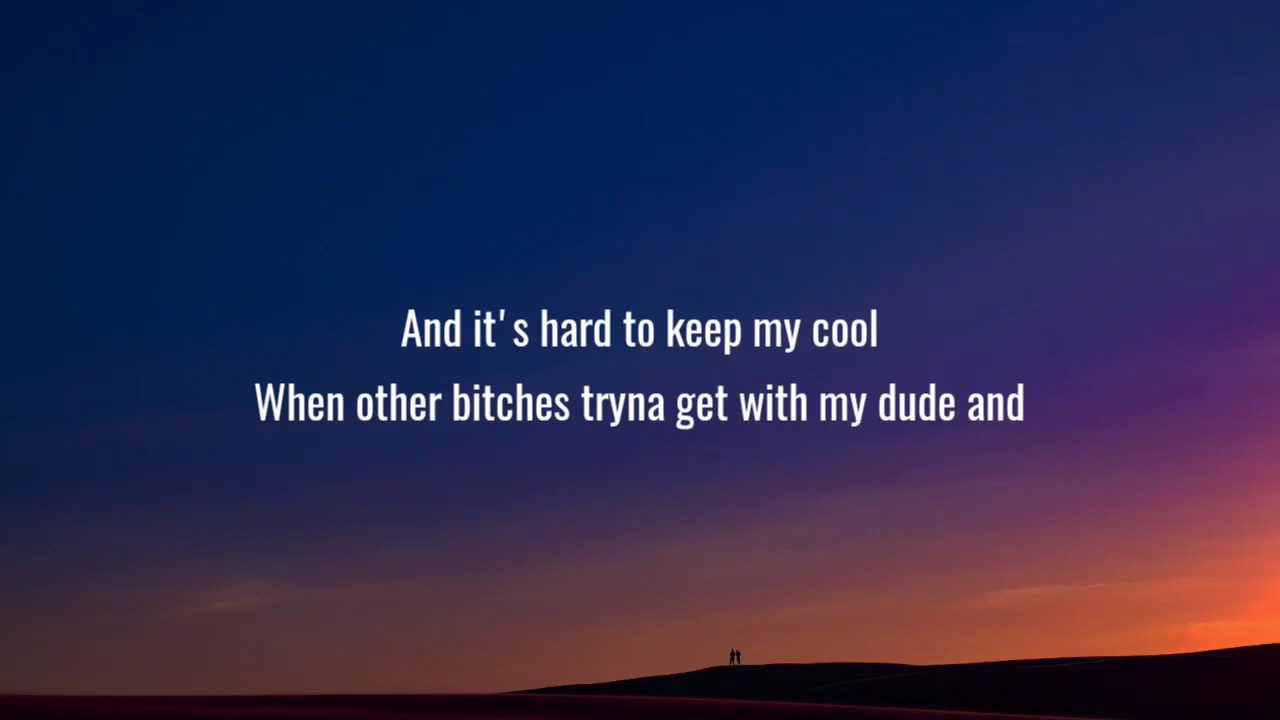 And it's hard to keep my cool
When other bitches tryna get with my dude and